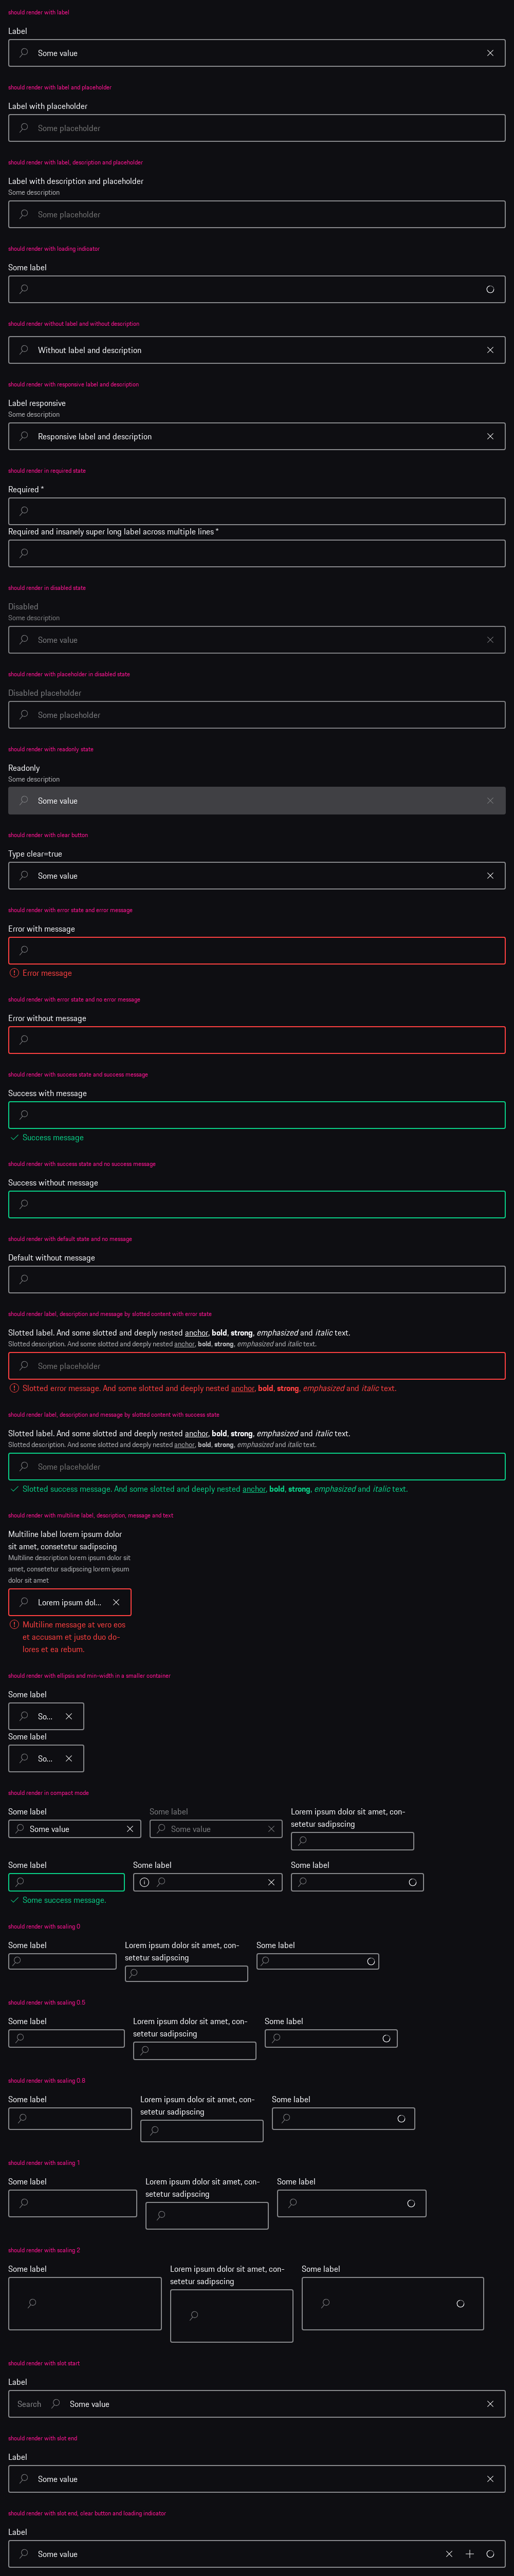 should render with label
Label
Some value
should render with label and placeholder
Label with placeholder
Some placeholder
should render with label, description and placeholder
Label with description and placeholder
Some description
Some placeholder
should render with loading indicator
Some label
should render without label and without description
Without label and description
should render with responsive label and description
Label responsive
Some description
Responsive label and description
should render in required state
Required *
Required and insanely super long label across multiple lines *
should render in disabled state
Disabled
Some description
Some value
should render with placeholder in disabled state
Disabled placeholder
Some placeholder
should render with readonly state
Readonly
Some description
Some value
should render with clear button
Type clear=true
Some value
should render with error state and error message
Error with message
Error message
should render with error state and no error message
Error without message
should render with success state and success message
Success with message
Success message
should render with success state and no success message
Success without message
should render with default state and no message
Default without message
should render label, description and message by slotted content with error state
Slotted label. And some slotted and deeply nested anchor, bold, strong, emphasized and italic text.
Slotted description. And some slotted and deeply nested anchor, bold, strong, emphasized and italic text.
Some placeholder
Slotted error message. And some slotted and deeply nested anchor, bold, strong, emphasized and italic text.
should render label, description and message by slotted content with success state
Slotted label. And some slotted and deeply nested anchor, bold, strong, emphasized and italic text.
Slotted description. And some slotted and deeply nested anchor, bold, strong, emphasized and italic text.
Some placeholder
Slotted success message. And some slotted and deeply nested anchor, bold, strong, emphasized and italic text.
should render with multiline label, description, message and text
Multiline label lorem ipsum dolor
sit amet, consetetur sadipscing
Multiline description lorem ipsum dolor sit
amet, consetetur sadipscing lorem ipsum
dolor sit amet
Lorem ipsum dol...
Multiline message at vero eos
et accusam et justo duo do-
lores et ea rebum.
should render with ellipsis and min-width in a smaller container
Some label
So...
Some label
So...
should render in compact mode
Some label
Some value
Some label
Some value
Lorem ipsum dolor sit amet, con-
setetur sadipscing
Some label
Some success message.
Some label
Some label
should render with scaling 0
Some label
Lorem ipsum dolor sit amet, con-
setetur sadipscing
Some label
should render with scaling 0.5
Some label
Lorem ipsum dolor sit amet, con-
setetur sadipscing
Some label
should render with scaling 0.8
Some label
Lorem ipsum dolor sit amet, con-
setetur sadipscing
Some label
should render with scaling 1
Some label
Lorem ipsum dolor sit amet, con-
setetur sadipscing
Some label
should render with scaling 2
Some label
Lorem ipsum dolor sit amet, con-
setetur sadipscing
Some label
should render with slot start
Label
Search
Some value
should render with slot end
Label
Some value
should render with slot end, clear button and loading indicator
Label
Some value